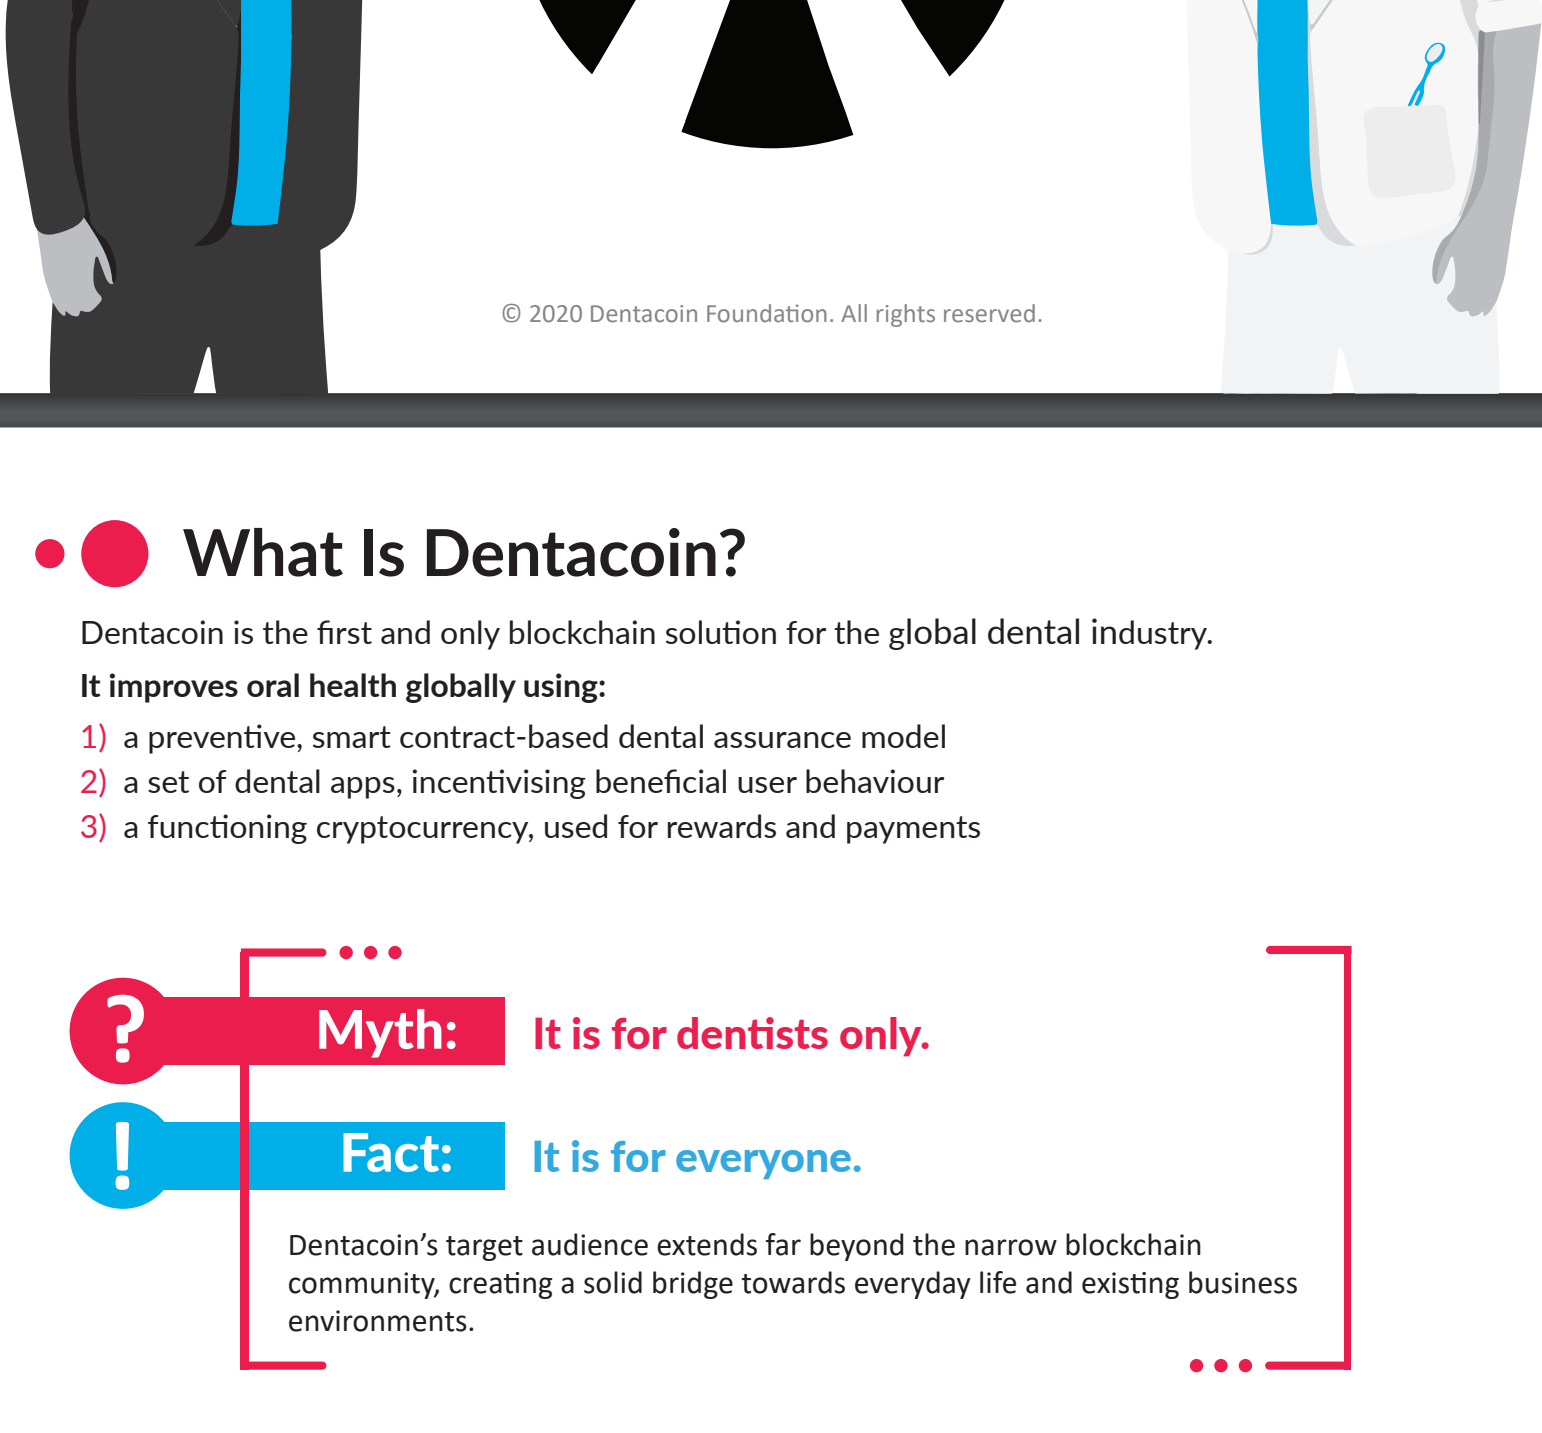 © 2020 Dentacoin Foundation. All rights reserved.
What Is Dentacoin?
Dentacoin is the first and only blockchain solution for the global dental industry.
It improves oral health globally using:
1) a preventive, smart contract-based dental assurance model
2) a set of dental apps, incentivising beneficial user behaviour
3) a functioning cryptocurrency, used for rewards and payments
? Myth: It is for dentists only.
! Fact: It is for everyone.
Dentacoin’s target audience extends far beyond the narrow blockchain
community, creating a solid bridge towards everyday life and existing business
environments.